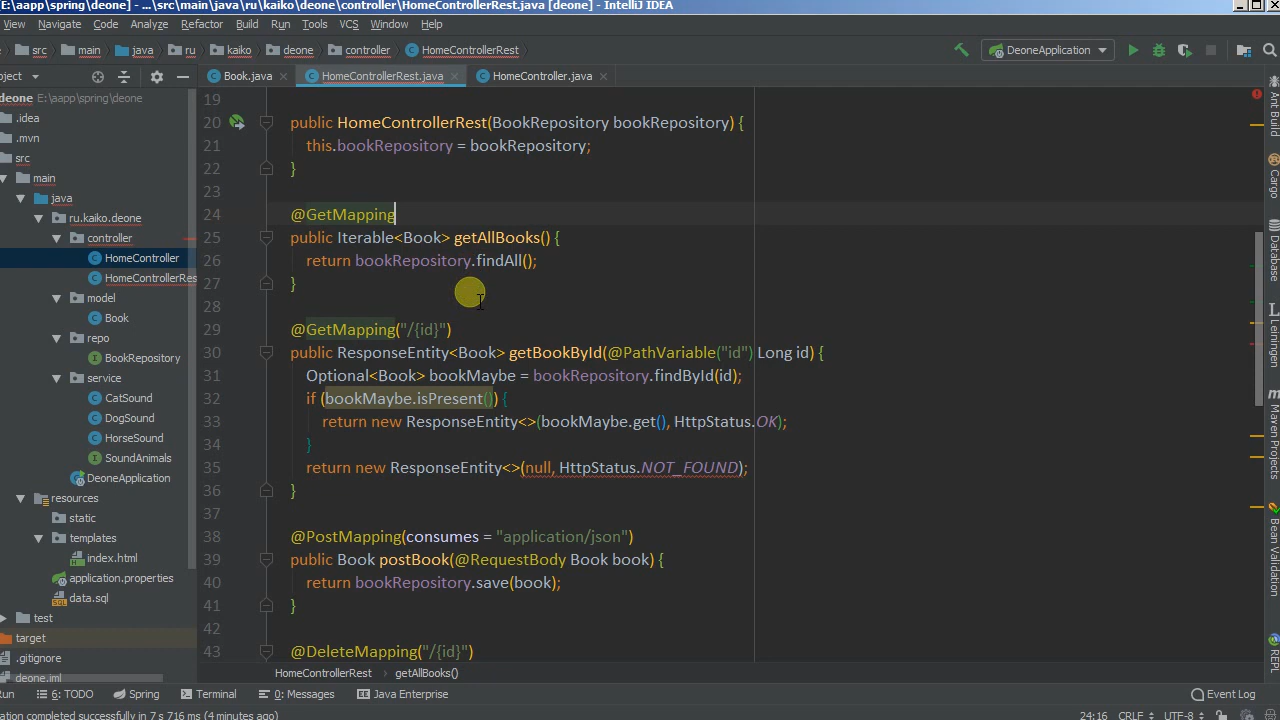 E:\aapp\spring\deone] - ...\src\main\java\ru\kaiko\deone\controller\HomeControllerRest.java [deone] - IntelliJ IDEA
View Navigate Code Analyze Refactor Build Run Tools VCS Window Help
src main java ru kaiko deone controller HomeControllerRest DeoneApplication
oject Book.java HomeControllerRest.java HomeController.java
deone E:\aapp\spring\deone
.idea
.mvn
src
main
java
ru.kaiko.deone
controller
HomeController
HomeControllerRes
model
Book
repo
BookRepository
service
CatSound
DogSound
HorseSound
SoundAnimals
DeoneApplication
resources
static
templates
index.html
application.properties
data.sql
test
target
.gitignore
deone.iml
19
20 public HomeControllerRest(BookRepository bookRepository) {
21 this.bookRepository = bookRepository;
22 }
23
24 @GetMapping
25 public Iterable<Book> getAllBooks() {
26 return bookRepository.findAll();
27 }
28
29 @GetMapping("/{id}")
30 public ResponseEntity<Book> getBookById(@PathVariable("id") Long id) {
31 Optional<Book> bookMaybe = bookRepository.findById(id);
32 if (bookMaybe.isPresent()) {
33 return new ResponseEntity<>(bookMaybe.get(), HttpStatus.OK);
34 }
35 return new ResponseEntity<>(null, HttpStatus.NOT_FOUND);
36 }
37
38 @PostMapping(consumes = "application/json")
39 public Book postBook(@RequestBody Book book) {
40 return bookRepository.save(book);
41 }
42
43 @DeleteMapping("/{id}")
HomeControllerRest getAllBooks()
Ant Build
Cargo
Database
Leiningen
Maven Projects
Bean Validation
REPL
Run 6: TODO Spring Terminal 0: Messages Java Enterprise Event Log
ation completed successfully in 7 s 716 ms (4 minutes ago) 24:16 CRLF UTF-8